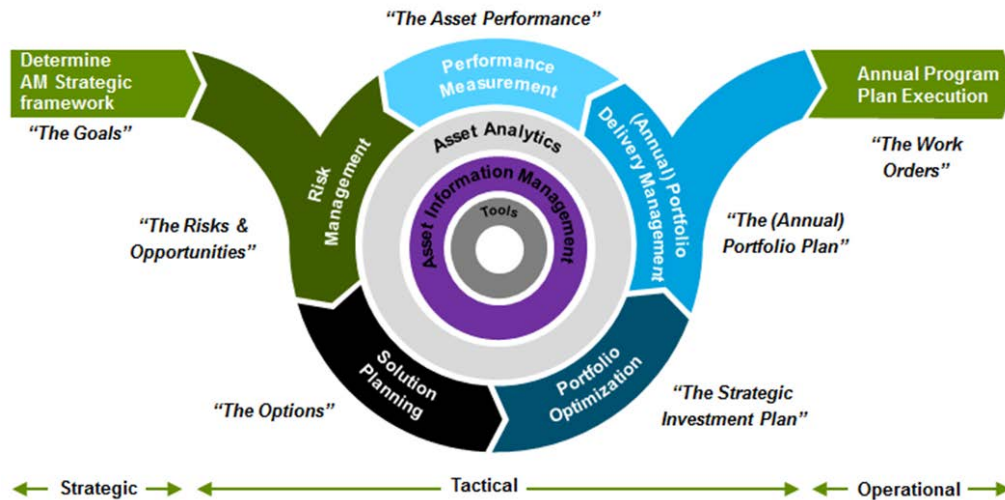 “The Asset Performance”
Determine
AM Strategic
framework
“The Goals”
Performance
Measurement
Annual Program
Plan Execution
“The Work
Orders”
Risk
Management
(Annual) Portfolio
Delivery Management
Asset Analytics
Asset Information Management
Tools
“The Risks &
Opportunities”
“The (Annual)
Portfolio Plan”
Solution
Planning
Portfolio
Optimization
“The Options”
“The Strategic
Investment Plan”
Strategic
Tactical
Operational